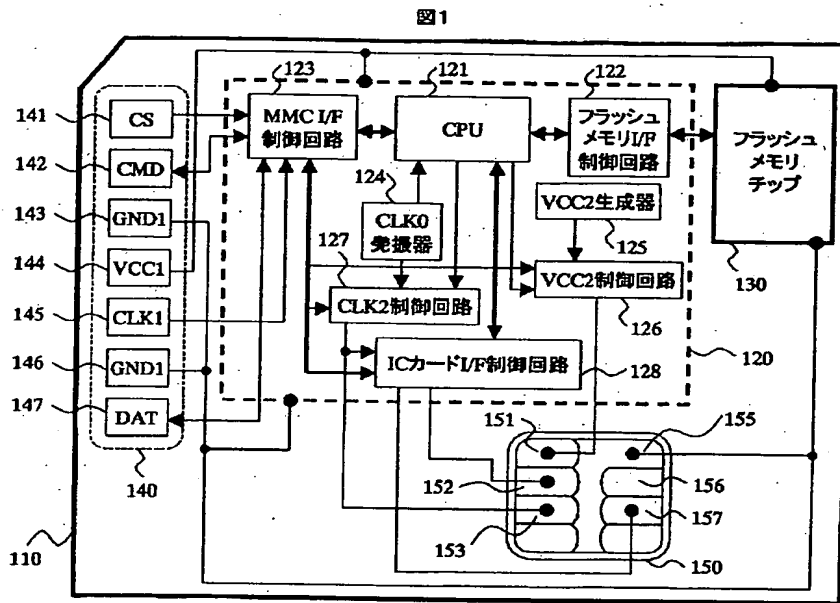 図1
123
121
122
141
CS
MMC I/F
制御回路
CPU
フラッシュ
メモリI/F
制御回路
フラッシュ
メモリ
チップ
142
CMD
124
143
GND1
CLK0
発振器
VCC2生成器
127
125
144
VCC1
VCC2制御回路
130
145
CLK1
CLK2制御回路
126
146
GND1
ICカードI/F制御回路
120
128
147
DAT
151
155
140
152
156
153
157
110
150